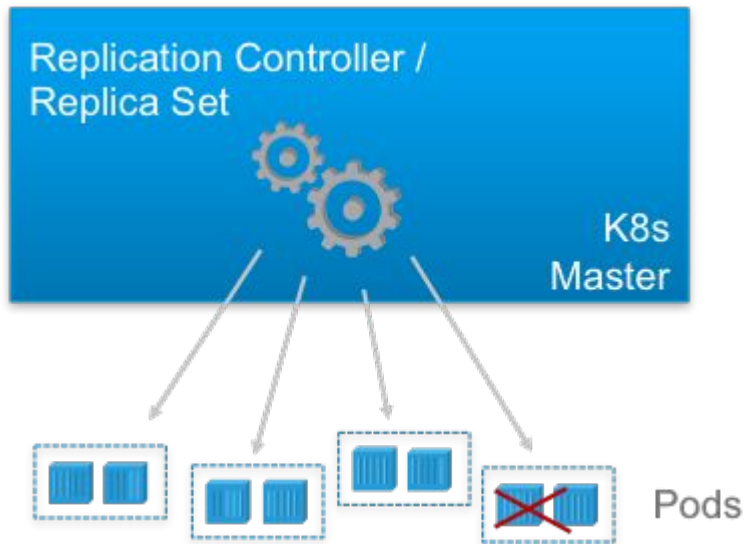 Replication Controller /
Replica Set
K8s
Master
Pods